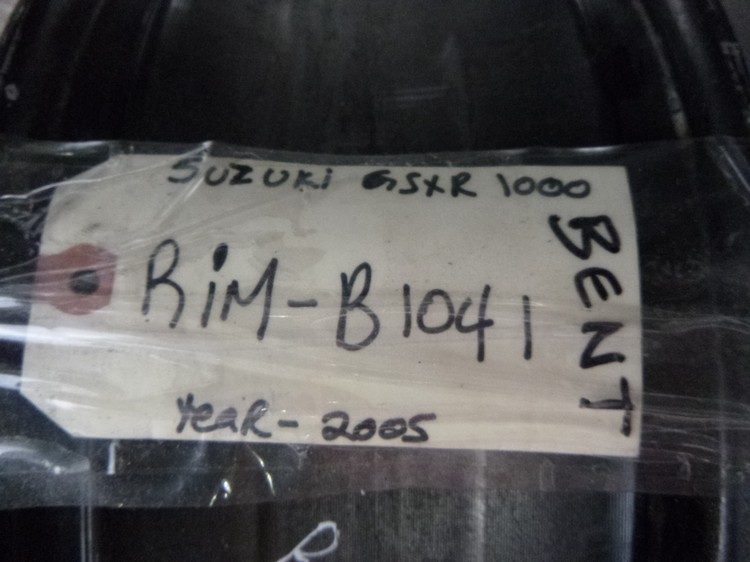 SUZUKi GSXR 1000
RiM-B1041
YeaR-2005
BENT